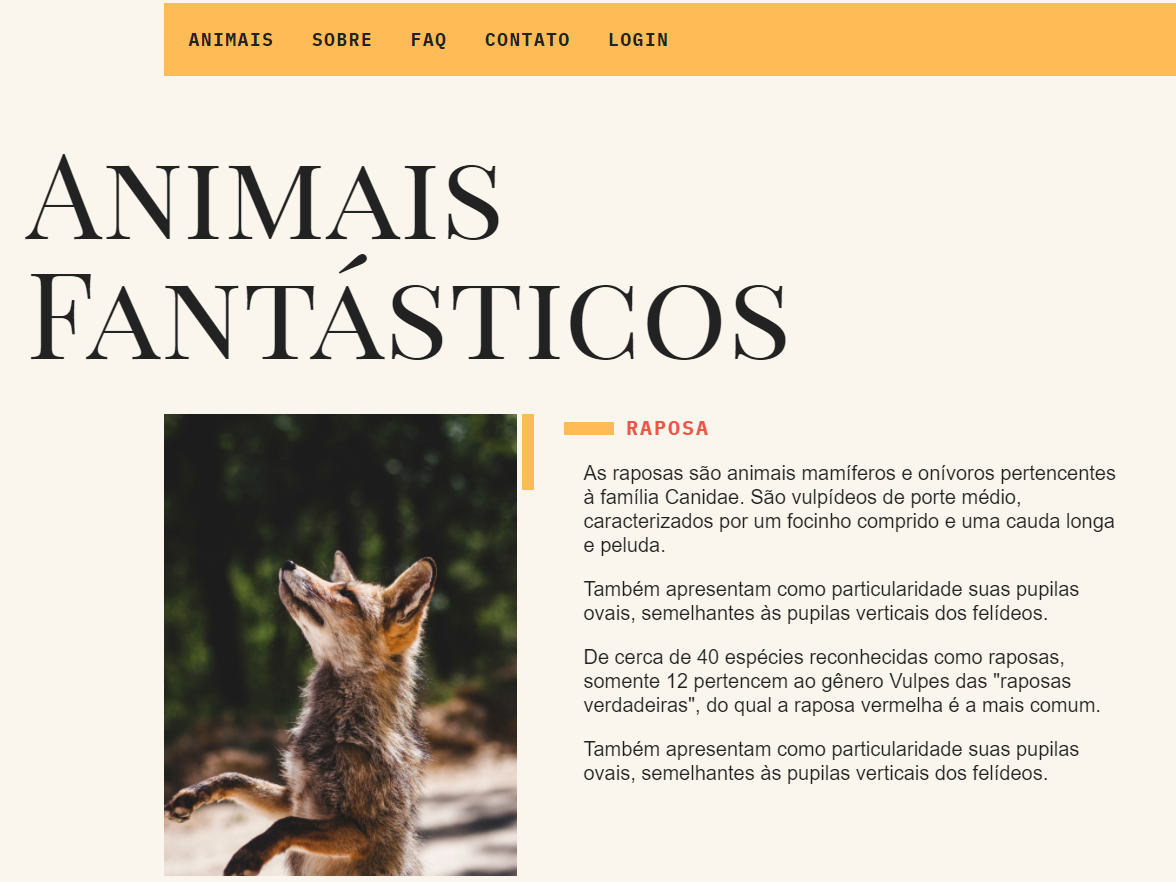 ANIMAIS SOBRE FAQ CONTATO LOGIN
ANIMAIS
FANTÁSTICOS
RAPOSA
As raposas são animais mamíferos e onívoros pertencentes
à família Canidae. São vulpídeos de porte médio,
caracterizados por um focinho comprido e uma cauda longa
e peluda.
Também apresentam como particularidade suas pupilas
ovais, semelhantes às pupilas verticais dos felídeos.
De cerca de 40 espécies reconhecidas como raposas,
somente 12 pertencem ao gênero Vulpes das "raposas
verdadeiras", do qual a raposa vermelha é a mais comum.
Também apresentam como particularidade suas pupilas
ovais, semelhantes às pupilas verticais dos felídeos.